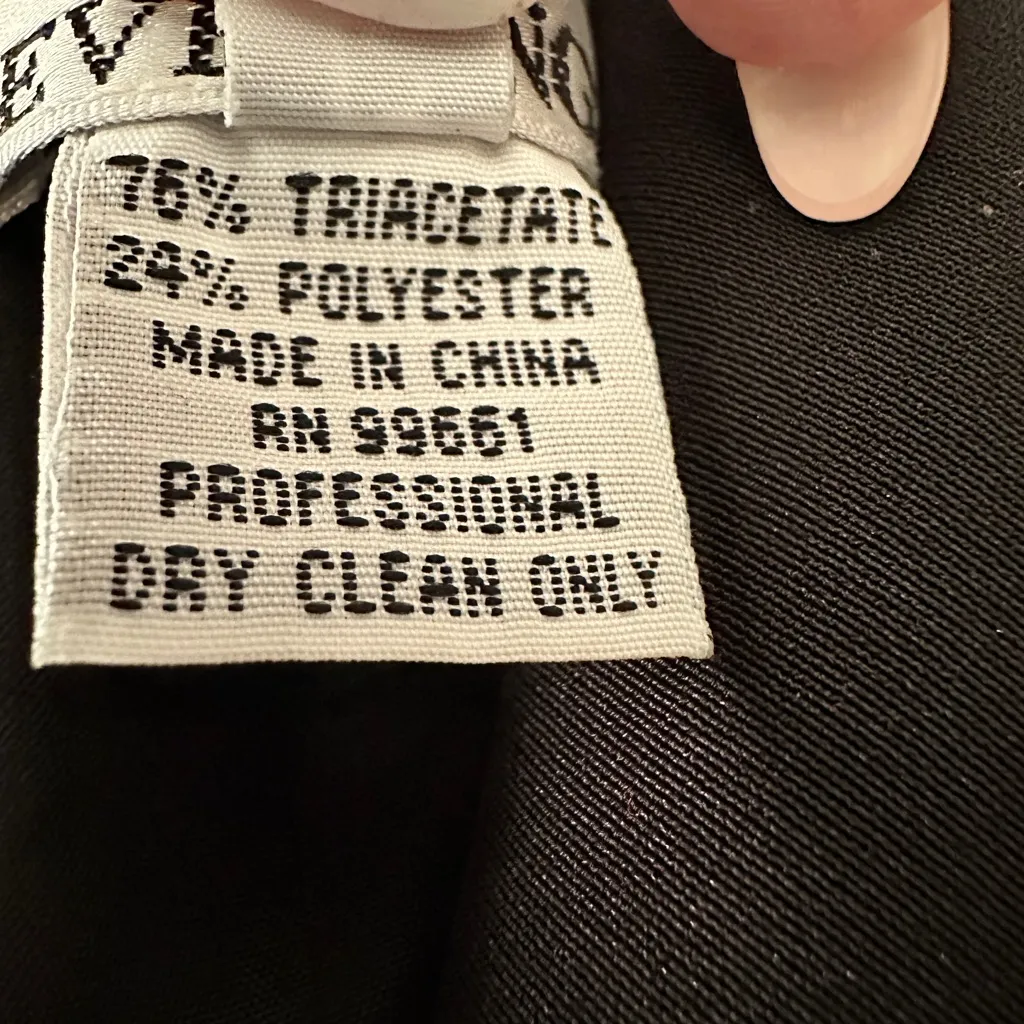 76% TRIACETATE
24% POLYESTER
MADE IN CHINA
RN 99661
PROFESSIONAL
DRY CLEAN ONLY